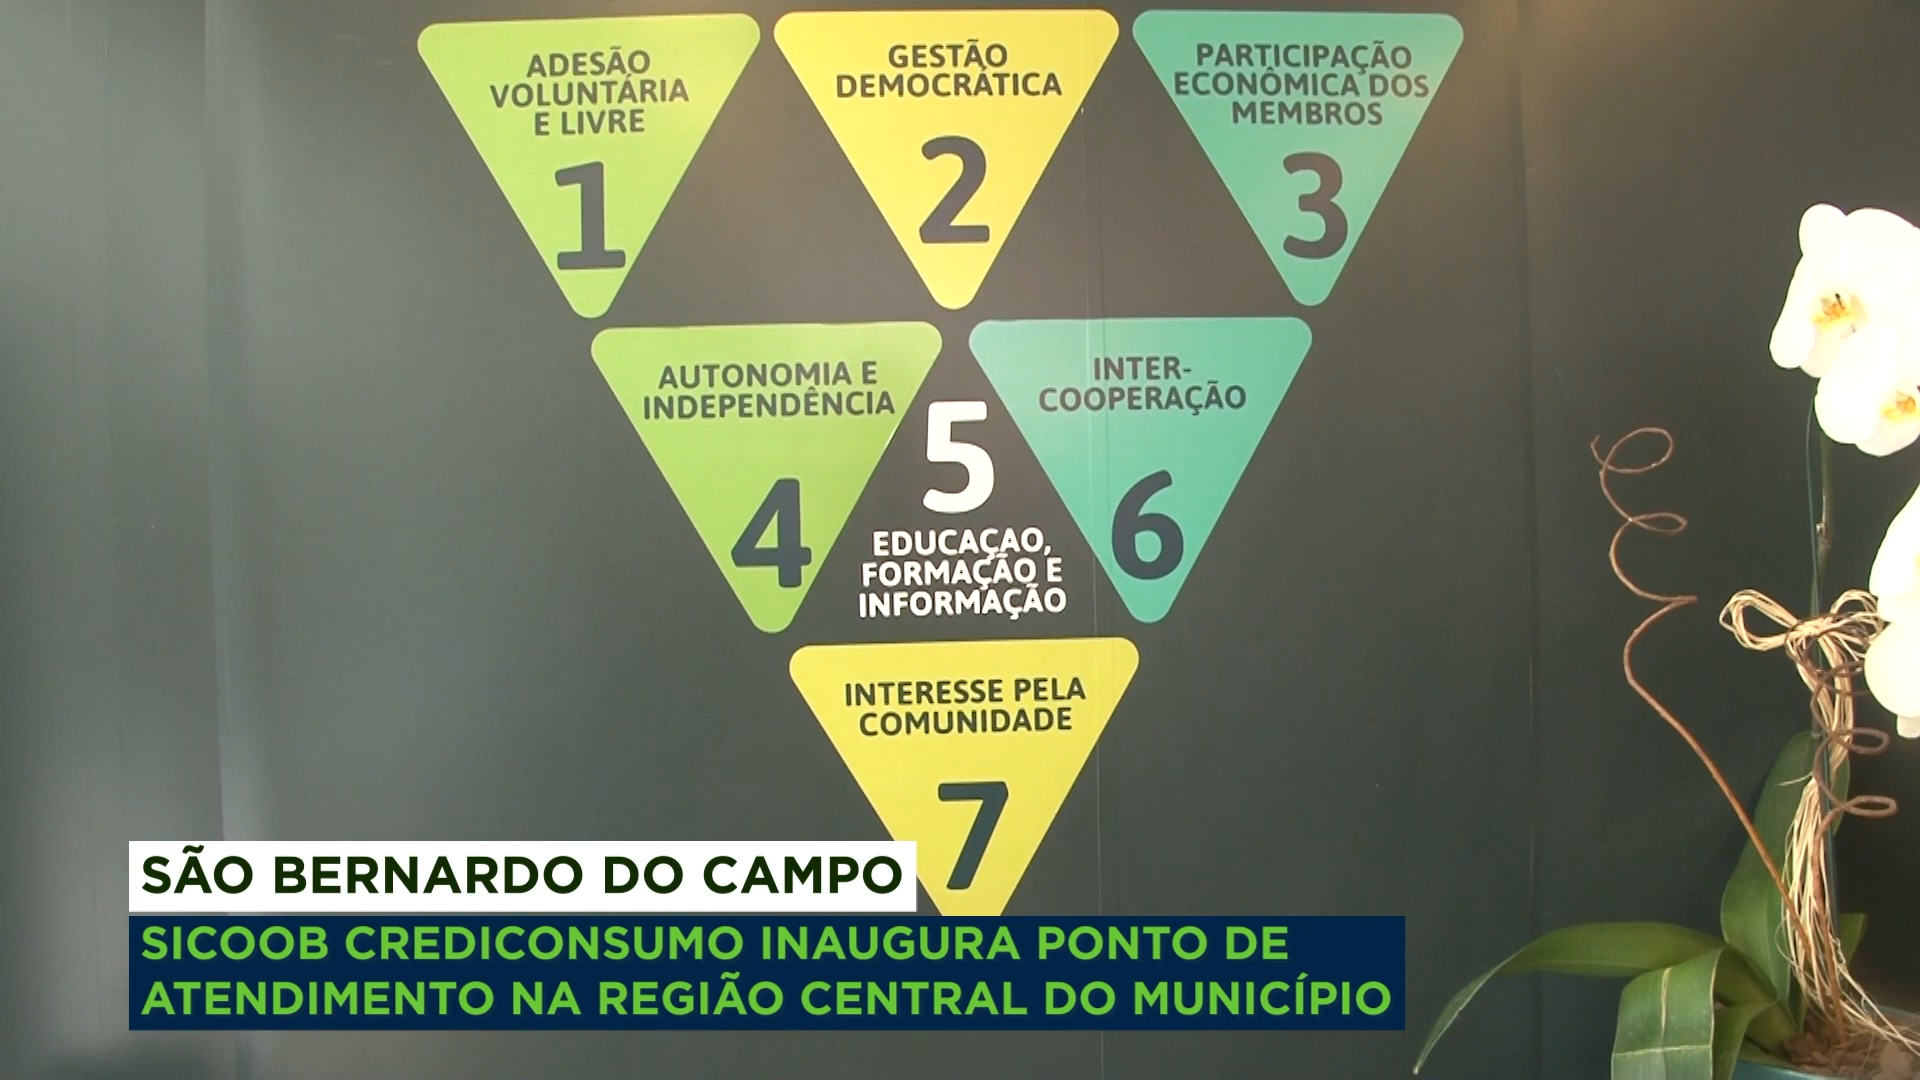 ADESÃO
VOLUNTÁRIA
E LIVRE
1
GESTÃO
DEMOCRÁTICA
2
PARTICIPAÇÃO
ECONÔMICA DOS
MEMBROS
3
AUTONOMIA E
INDEPENDÊNCIA
4
5
EDUCAÇAO,
FORMAÇÃO E
INFORMAÇÃO
INTER-
COOPERAÇÃO
6
INTERESSE PELA
COMUNIDADE
7
SÃO BERNARDO DO CAMPO
SICOOB CREDICONSUMO INAUGURA PONTO DE
ATENDIMENTO NA REGIÃO CENTRAL DO MUNICÍPIO